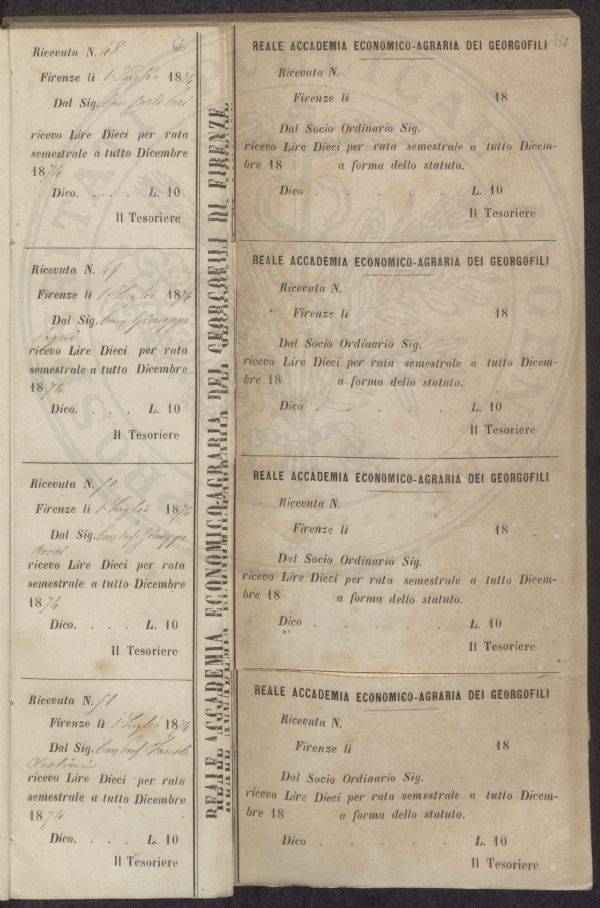 66
Ricevuta N. 48
Firenze li 1 Luglio 1874
Dal Sig.
ricevo Lire Dieci per rata
semestrale a tutto Dicembre
1874
Dico. . . . L. 10
Il Tesoriere
Ricevuta N. 49
Firenze li 1 Luglio 1874
Dal Sig. Giuseppe
ricevo Lire Dieci per rata
semestrale a tutto Dicembre
1874
Dico. . . . L. 10
Il Tesoriere
Ricevuta N. 50
Firenze li 1 Luglio 1874
Dal Sig. Giuseppe
ricevo Lire Dieci per rata
semestrale a tutto Dicembre
1874
Dico. . . . L. 10
Il Tesoriere
Ricevuta N. 51
Firenze li 1 Luglio 1874
Dal Sig. Fausto
Sestini
ricevo Lire Dieci per rata
semestrale a tutto Dicembre
1874
Dico. . . . L. 10
Il Tesoriere
REALE ACCADEMIA ECONOMICO-AGRARIA DEI GEORGOFILI DI FIRENZE
REALE ACCADEMIA ECONOMICO-AGRARIA DEI GEORGOFILI
Ricevuta N.
Firenze li 18
Dal Socio Ordinario Sig.
ricevo Lire Dieci per rata semestrale a tutto Dicem-
bre 18 a forma dello statuto.
Dico . . . . . L. 10
Il Tesoriere
REALE ACCADEMIA ECONOMICO-AGRARIA DEI GEORGOFILI
Ricevuta N.
Firenze li 18
Dal Socio Ordinario Sig.
ricevo Lire Dieci per rata semestrale a tutto Dicem-
bre 18 a forma dello statuto.
Dico . . . . . L. 10
Il Tesoriere
REALE ACCADEMIA ECONOMICO-AGRARIA DEI GEORGOFILI
Ricevuta N.
Firenze li 18
Dal Socio Ordinario Sig.
ricevo Lire Dieci per rata semestrale a tutto Dicem-
bre 18 a forma dello statuto.
Dico . . . . . L. 10
Il Tesoriere
REALE ACCADEMIA ECONOMICO-AGRARIA DEI GEORGOFILI
Ricevuta N.
Firenze li 18
Dal Socio Ordinario Sig.
ricevo Lire Dieci per rata semestrale a tutto Dicem-
bre 18 a forma dello statuto.
Dico . . . . . L. 10
Il Tesoriere